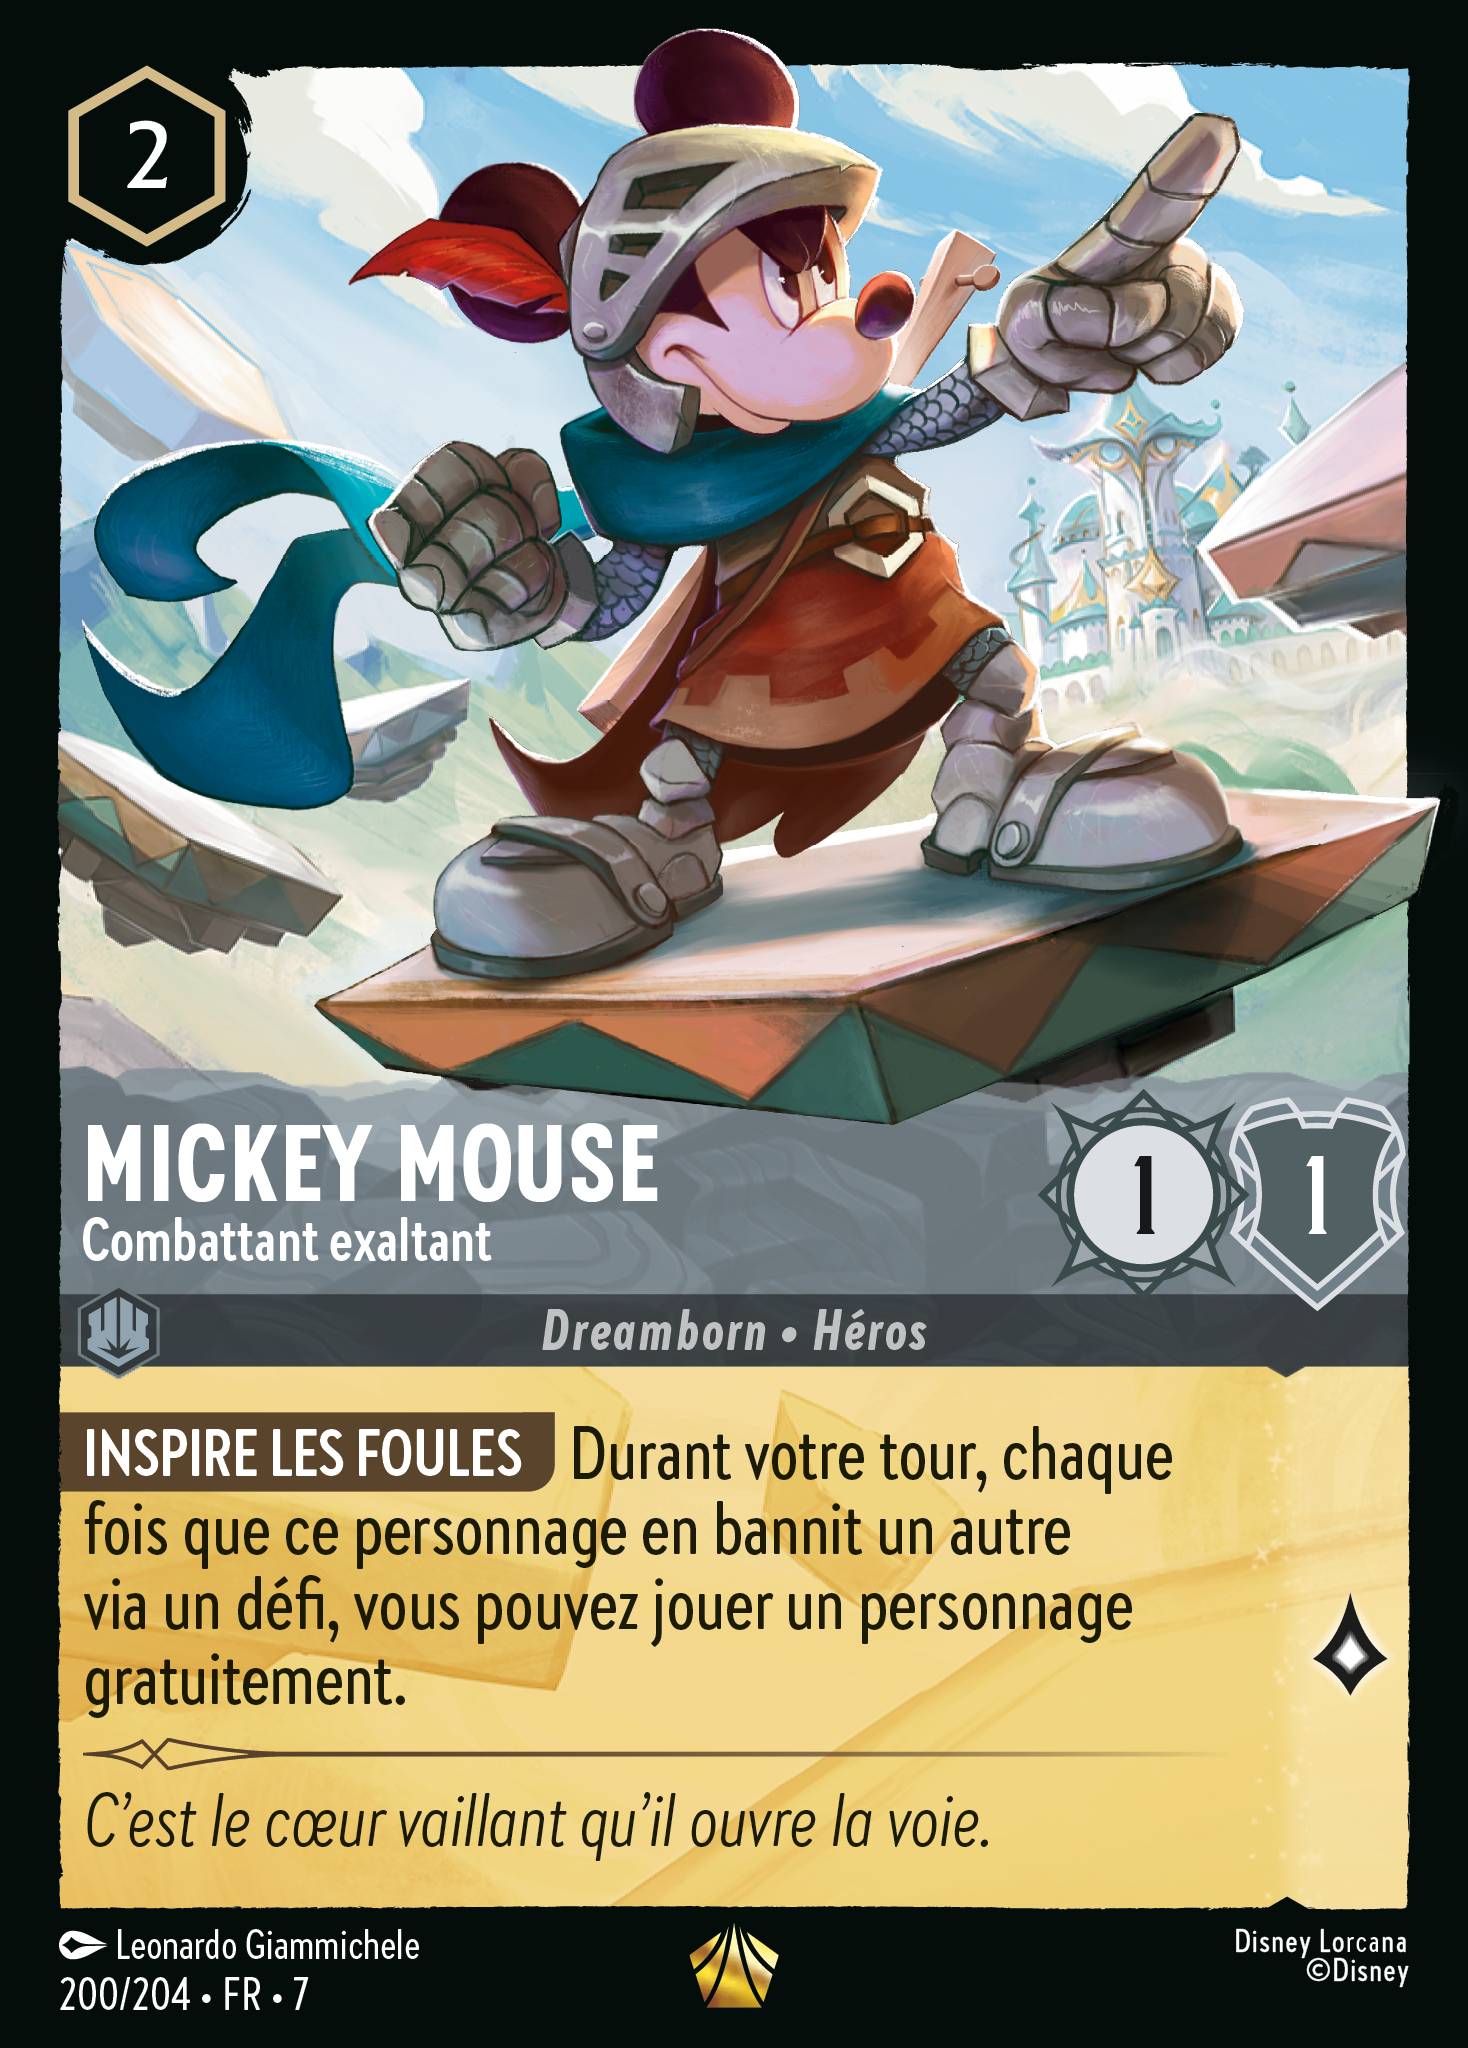 2
MICKEY MOUSE
Combattant exaltant
1 1
Dreamborn • Héros
INSPIRE LES FOULES Durant votre tour, chaque
fois que ce personnage en bannit un autre
via un défi, vous pouvez jouer un personnage
gratuitement.
C’est le cœur vaillant qu’il ouvre la voie.
Leonardo Giammichele
200/204 • FR • 7
Disney Lorcana
©Disney